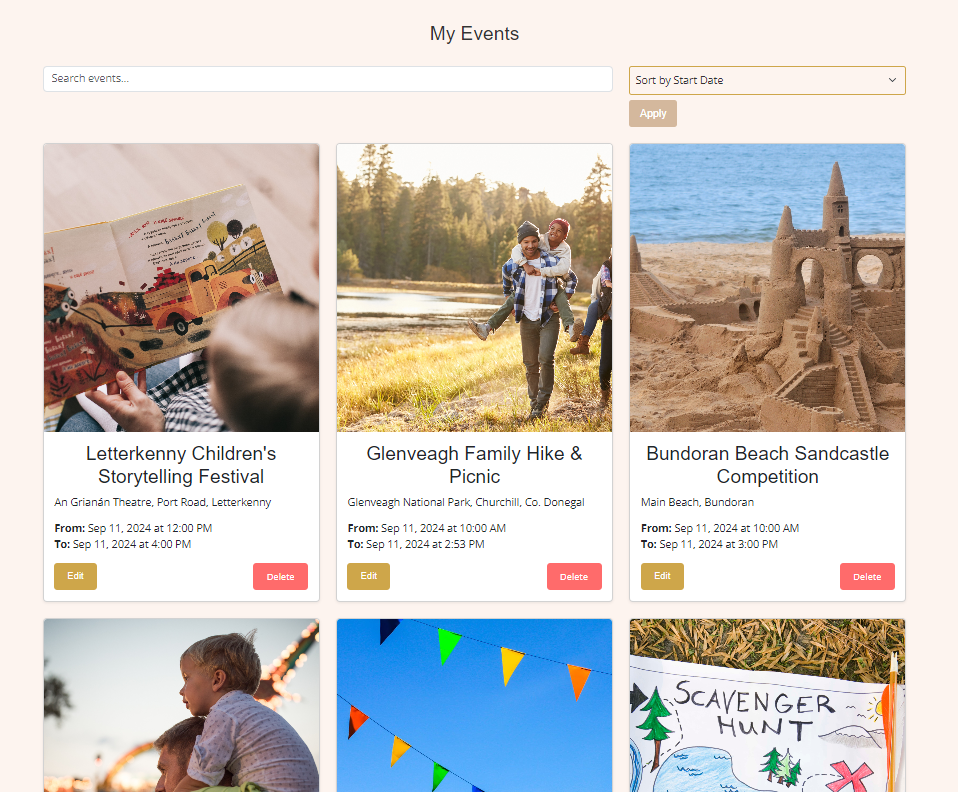 My Events
Search events...
Sort by Start Date
Apply
Letterkenny Children's
Storytelling Festival
An Grianán Theatre, Port Road, Letterkenny
From: Sep 11, 2024 at 12:00 PM
To: Sep 11, 2024 at 4:00 PM
Edit
Delete
Glenveagh Family Hike &
Picnic
Glenveagh National Park, Churchill, Co. Donegal
From: Sep 11, 2024 at 10:00 AM
To: Sep 11, 2024 at 2:53 PM
Edit
Delete
Bundoran Beach Sandcastle
Competition
Main Beach, Bundoran
From: Sep 11, 2024 at 10:00 AM
To: Sep 11, 2024 at 3:00 PM
Edit
Delete
SCAVENGER
HUNT